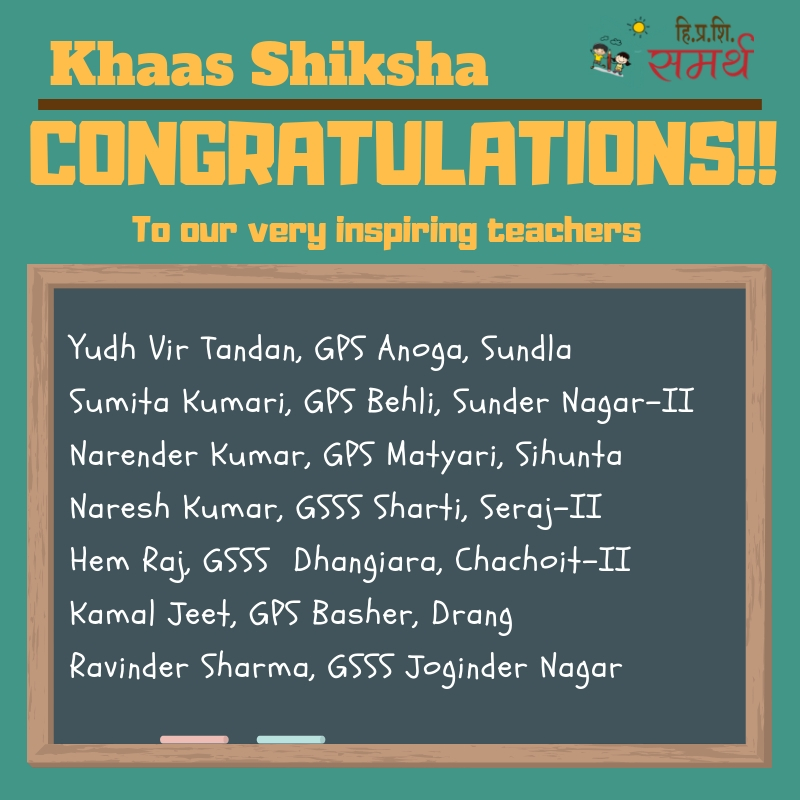 Khaas Shiksha
हि.प्र.शि.
समर्थ
CONGRATULATIONS!!
To our very inspiring teachers
Yudh Vir Tandan, GPS Anoga, Sundla
Sumita Kumari, GPS Behli, Sunder Nagar-II
Narender Kumar, GPS Matyari, Sihunta
Naresh Kumar, GSSS Sharti, Seraj-II
Hem Raj, GSSS Dhangiara, Chachoit-II
Kamal Jeet, GPS Basher, Drang
Ravinder Sharma, GSSS Joginder Nagar